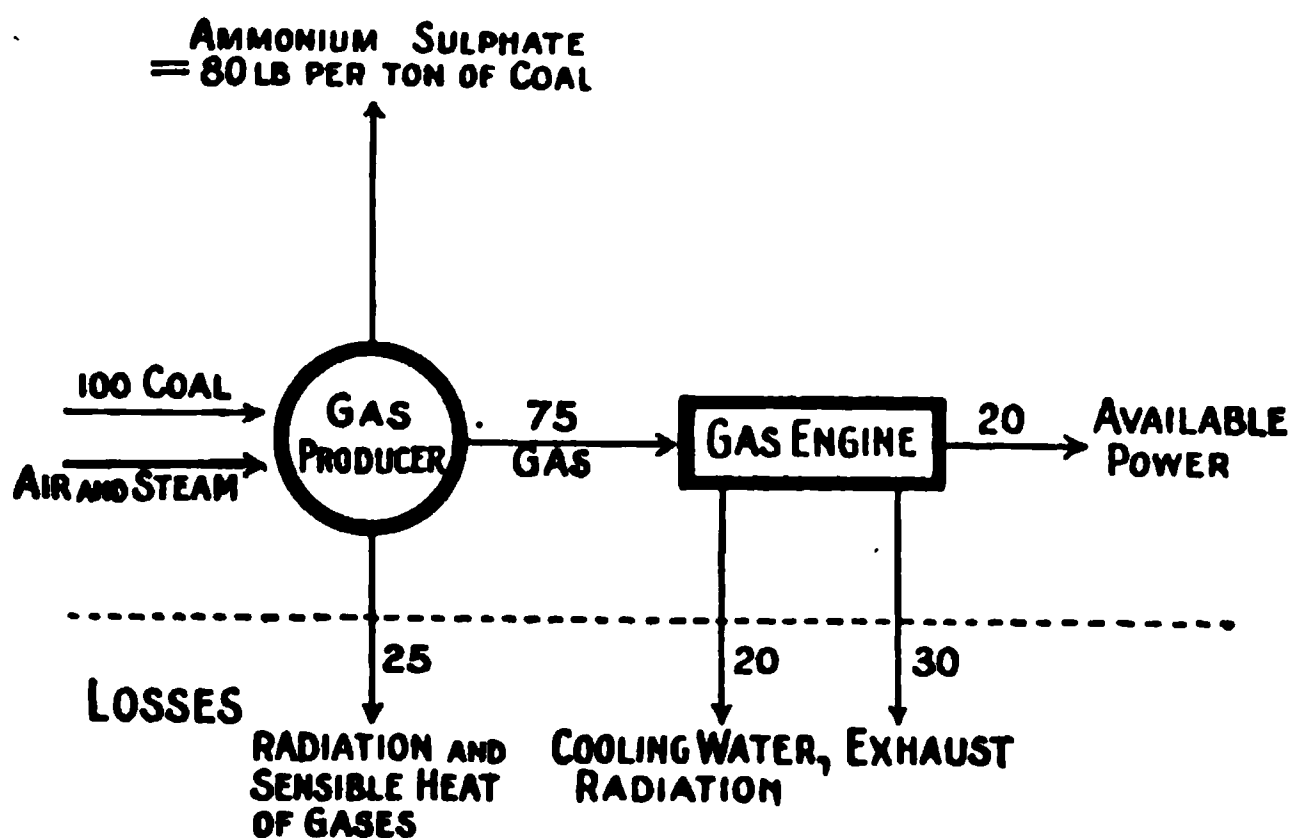 AMMONIUM SULPHATE
= 80 LB PER TON OF COAL
100 COAL
AIR AND STEAM
GAS
PRODUCER
75
GAS
GAS ENGINE
20
AVAILABLE
POWER
LOSSES
25
RADIATION AND
SENSIBLE HEAT
OF GASES
20
COOLING WATER,
RADIATION
30
EXHAUST